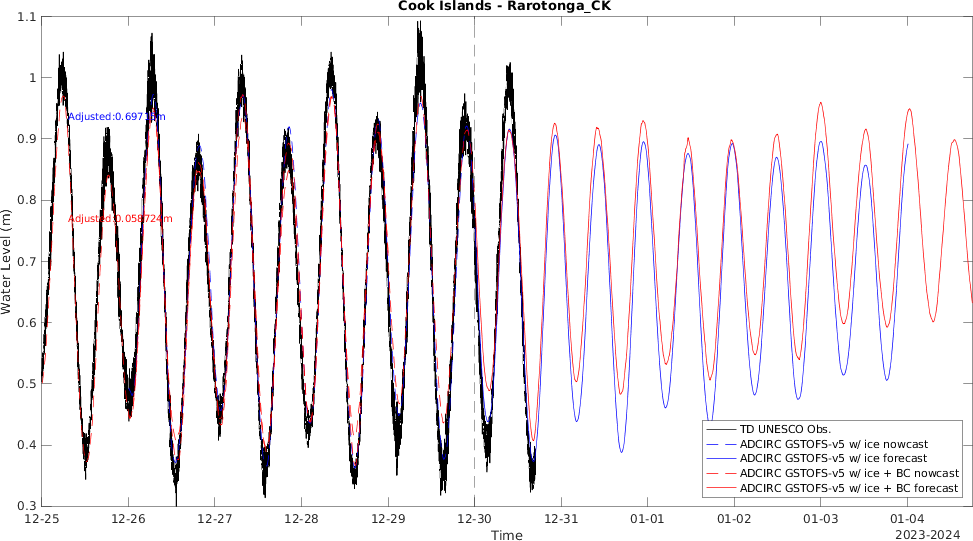 Cook Islands - Rarotonga_CK
1.1
1
0.9
0.8
0.7
0.6
0.5
0.4
0.3
Water Level (m)
Adjusted:0.058724m
TD UNESCO Obs.
ADCIRC GSTOFS-v5 w/ ice nowcast
ADCIRC GSTOFS-v5 w/ ice forecast
ADCIRC GSTOFS-v5 w/ ice + BC nowcast
ADCIRC GSTOFS-v5 w/ ice + BC forecast
12-25 12-26 12-27 12-28 12-29 12-30 12-31 01-01 01-02 01-03 01-04
Time
2023-2024